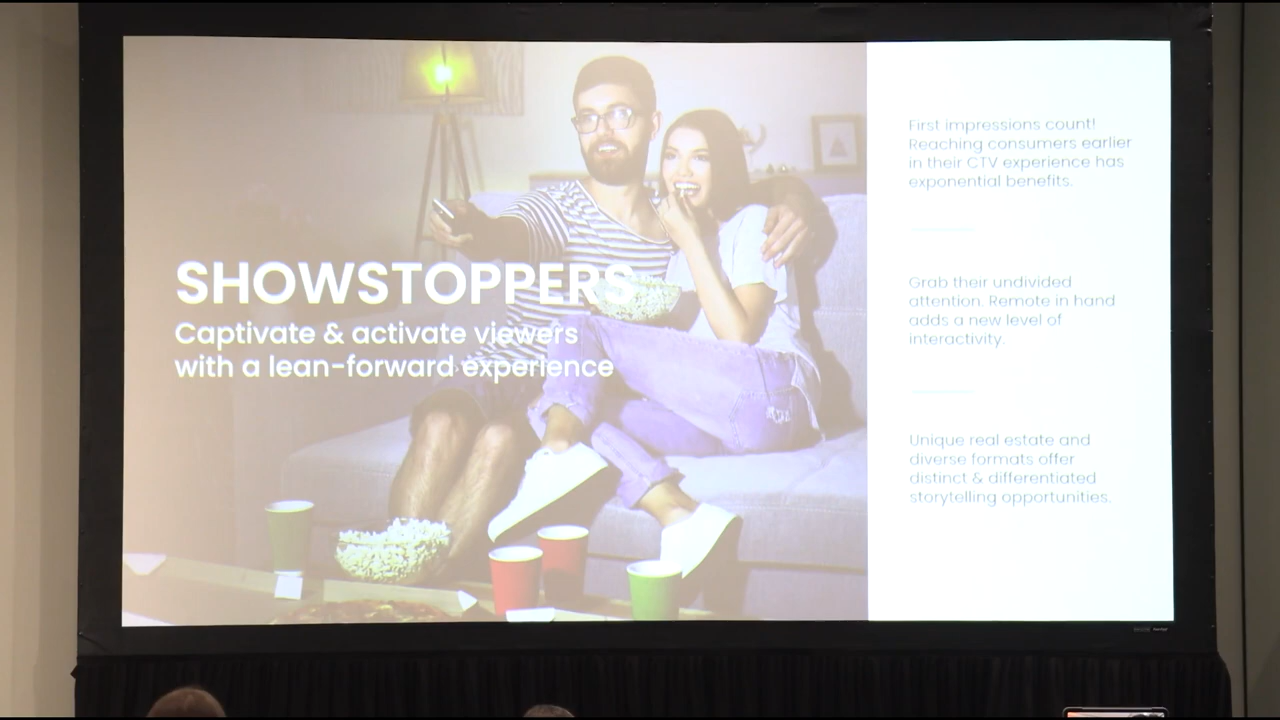 SHOWSTOPPERS
Captivate & activate viewers
with a lean-forward experience
First impressions count!
Reaching consumers earlier
in their CTV experience has
exponential benefits.
Grab their undivided
attention. Remote in hand
adds a new level of
interactivity.
Unique real estate and
diverse formats offer
distinct & differentiated
storytelling opportunities.